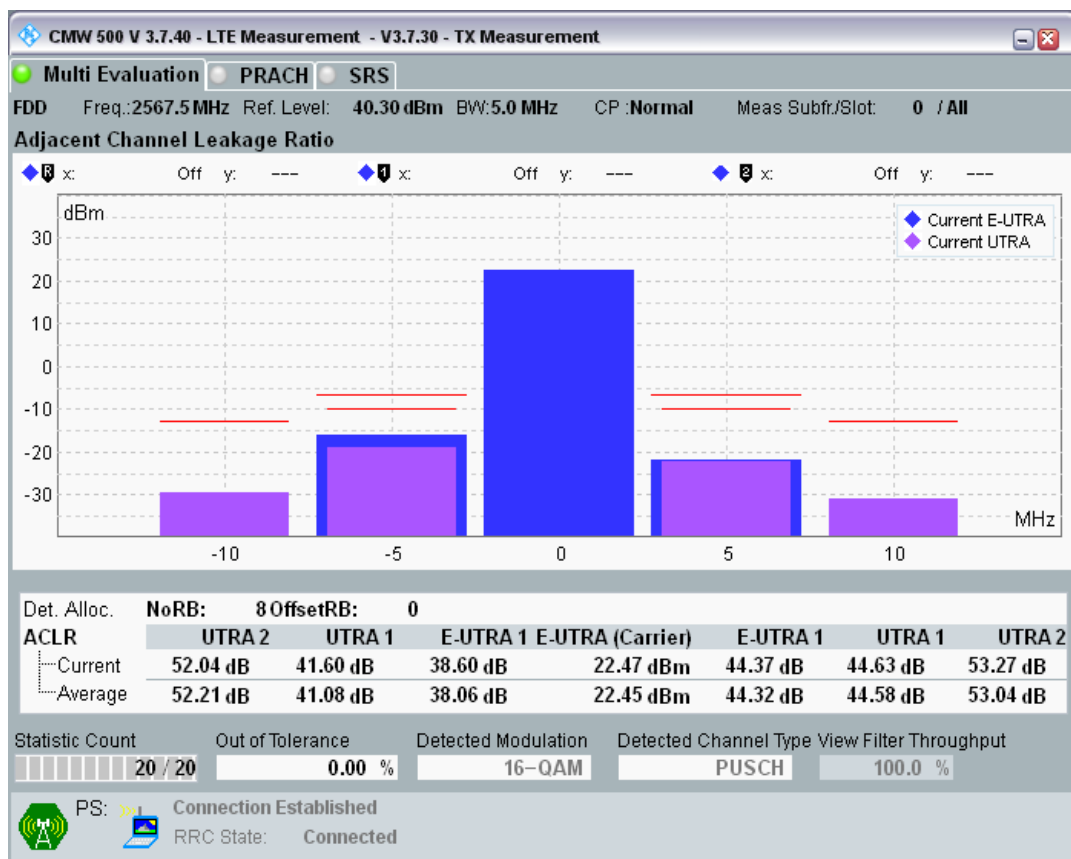 CMW 500 V 3.7.40 - LTE Measurement - V3.7.30 - TX Measurement
Multi Evaluation PRACH SRS
FDD Freq.:2567.5 MHz Ref. Level: 40.30 dBm BW:5.0 MHz CP :Normal Meas Subfr./Slot: 0 / All
Adjacent Channel Leakage Ratio
R x: Off y: --- 1 x: Off y: --- 2 x: Off y: ---
dBm
Current E-UTRA
Current UTRA
30
20
10
0
-10
-20
-30
MHz
-10 -5 0 5 10
Det. Alloc. NoRB: 8 OffsetRB: 0
ACLR UTRA 2 UTRA 1 E-UTRA 1 E-UTRA (Carrier) E-UTRA 1 UTRA 1 UTRA 2
Current 52.04 dB 41.60 dB 38.60 dB 22.47 dBm 44.37 dB 44.63 dB 53.27 dB
Average 52.21 dB 41.08 dB 38.06 dB 22.45 dBm 44.32 dB 44.58 dB 53.04 dB
Statistic Count Out of Tolerance Detected Modulation Detected Channel Type View Filter Throughput
20 / 20 0.00 % 16-QAM PUSCH 100.0 %
PS: Connection Established
RRC State: Connected